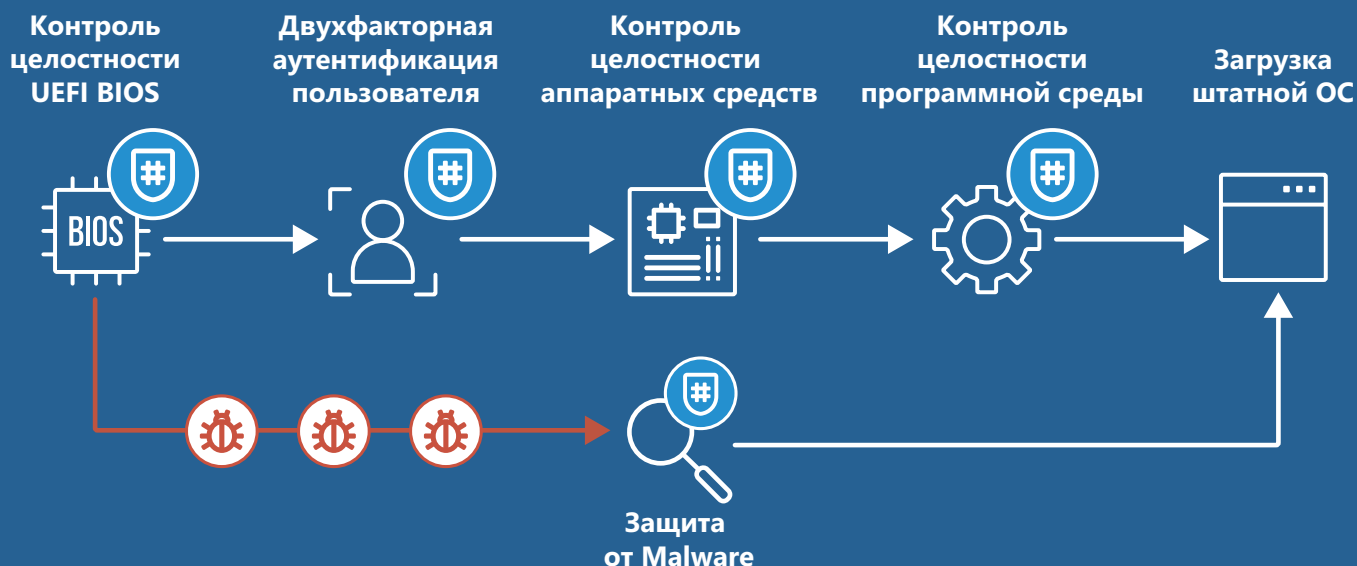 Контроль
целостности
UEFI BIOS
Двухфакторная
аутентификация
пользователя
Контроль
целостности
аппаратных средств
Контроль
целостности
программной среды
Загрузка
штатной ОС
BIOS
Защита
от Malware